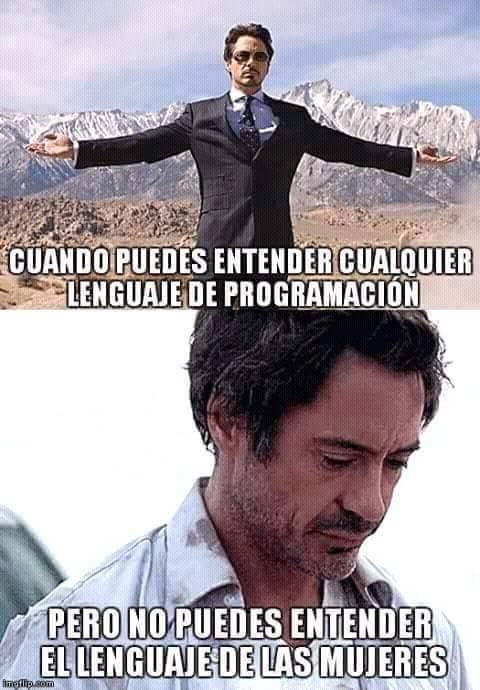 CUANDO PUEDES ENTENDER CUALQUIER
LENGUAJE DE PROGRAMACIÓN
PERO NO PUEDES ENTENDER
EL LENGUAJE DE LAS MUJERES
imgflip.com